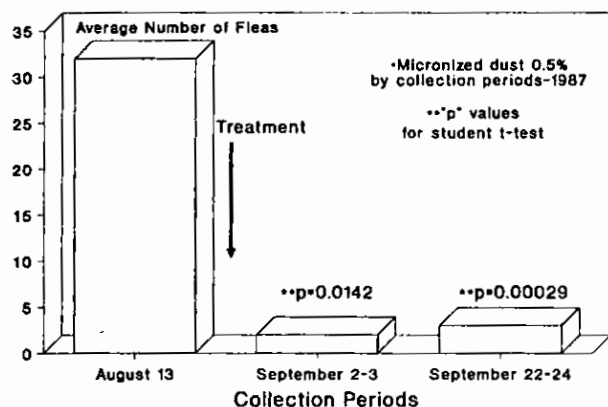 Average Number of Fleas
35
30
25
20
15
10
5
0
•Micronized dust 0.5%
by collection periods-1987
••"p" values
for student t-test
Treatment
••p=0.0142
••p=0.00029
August 13
September 2-3
September 22-24
Collection Periods